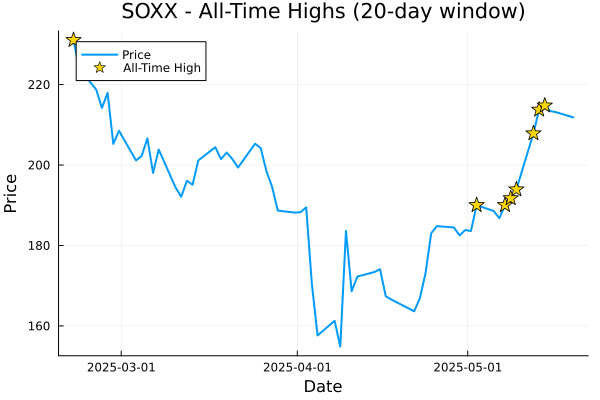 SOXX - All-Time Highs (20-day window)
Price
All-Time High
220
200
180
160
Price
2025-03-01
2025-04-01
2025-05-01
Date